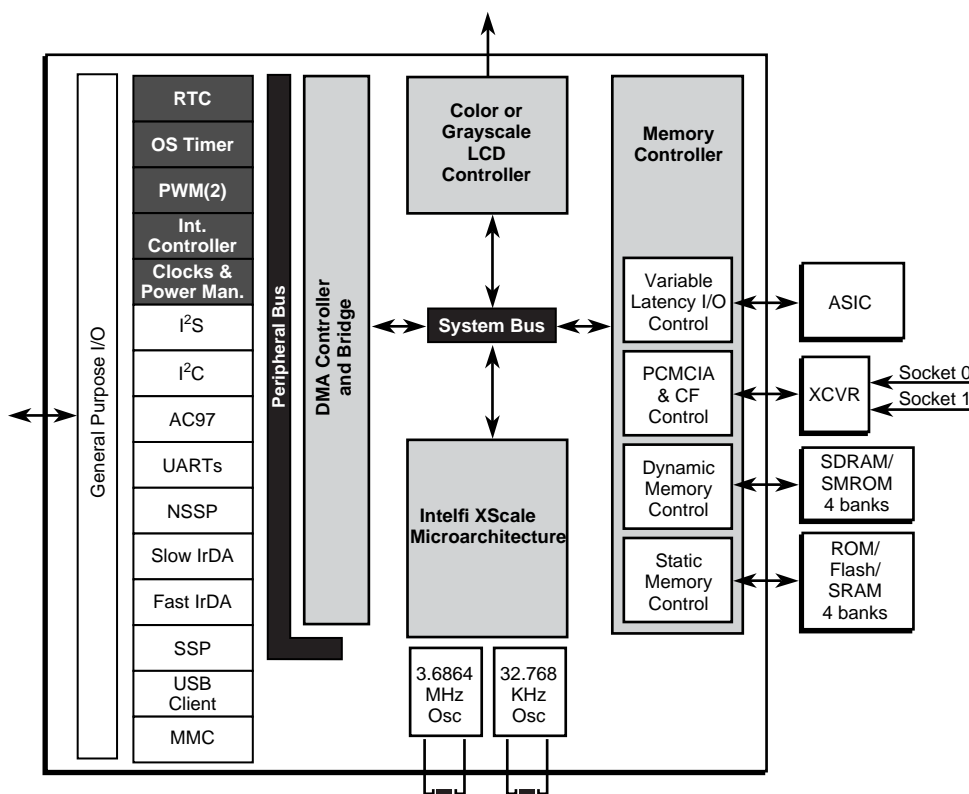 General Purpose I/O
RTC
OS Timer
PWM(2)
Int.
Controller
Clocks &
Power Man.
I²S
I²C
AC97
UARTs
NSSP
Slow IrDA
Fast IrDA
SSP
USB
Client
MMC
Peripheral Bus
DMA Controller
and Bridge
Color or
Grayscale
LCD
Controller
System Bus
Intelfi XScale
Microarchitecture
3.6864
MHz
Osc
32.768
KHz
Osc
Memory
Controller
Variable
Latency I/O
Control
PCMCIA
& CF
Control
Dynamic
Memory
Control
Static
Memory
Control
ASIC
XCVR
Socket 0
Socket 1
SDRAM/
SMROM
4 banks
ROM/
Flash/
SRAM
4 banks